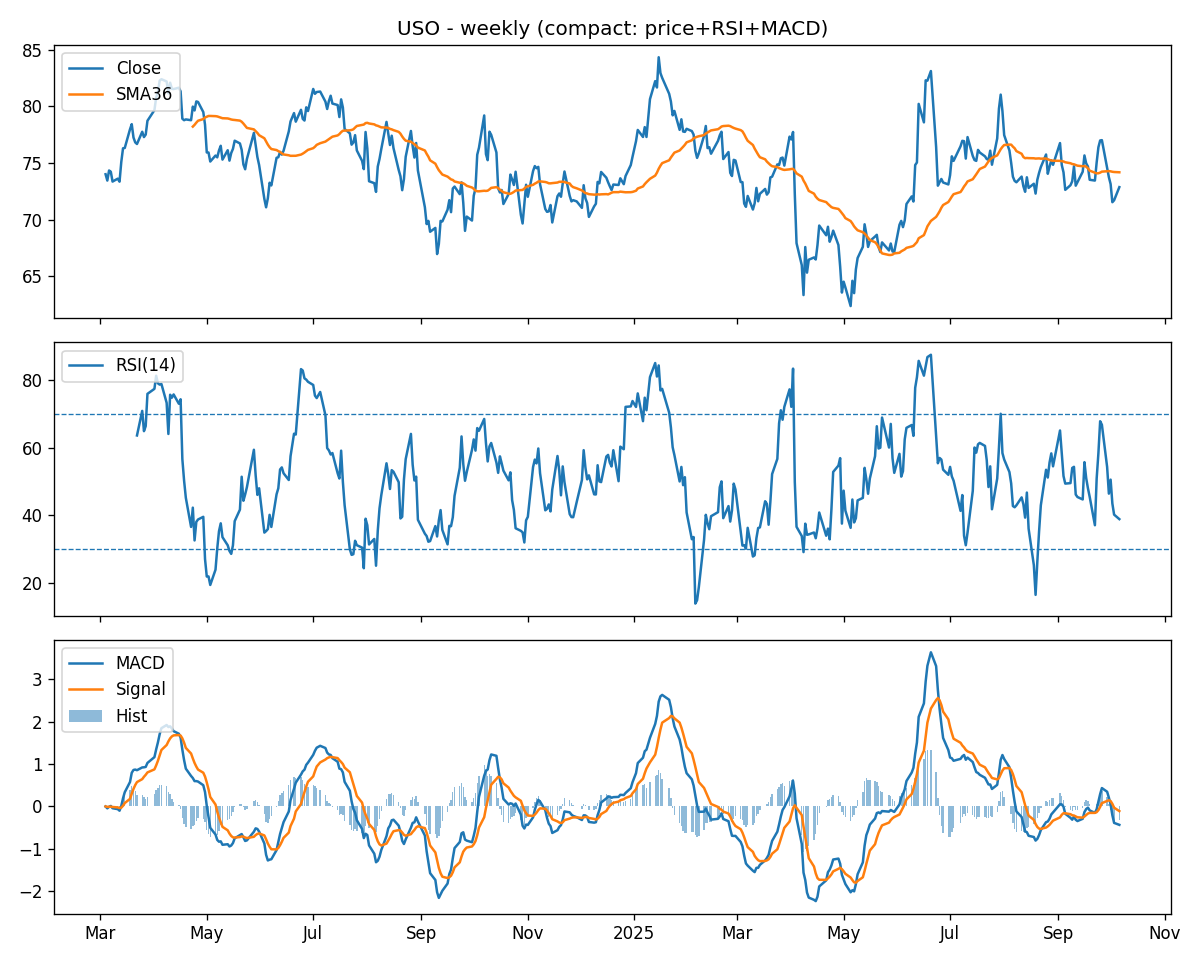 USO - weekly (compact: price+RSI+MACD)
85
80
75
70
65
Close
SMA36
80
60
40
20
RSI(14)
3
2
1
0
−1
−2
MACD
Signal
Hist
Mar May Jul Sep Nov 2025 Mar May Jul Sep Nov